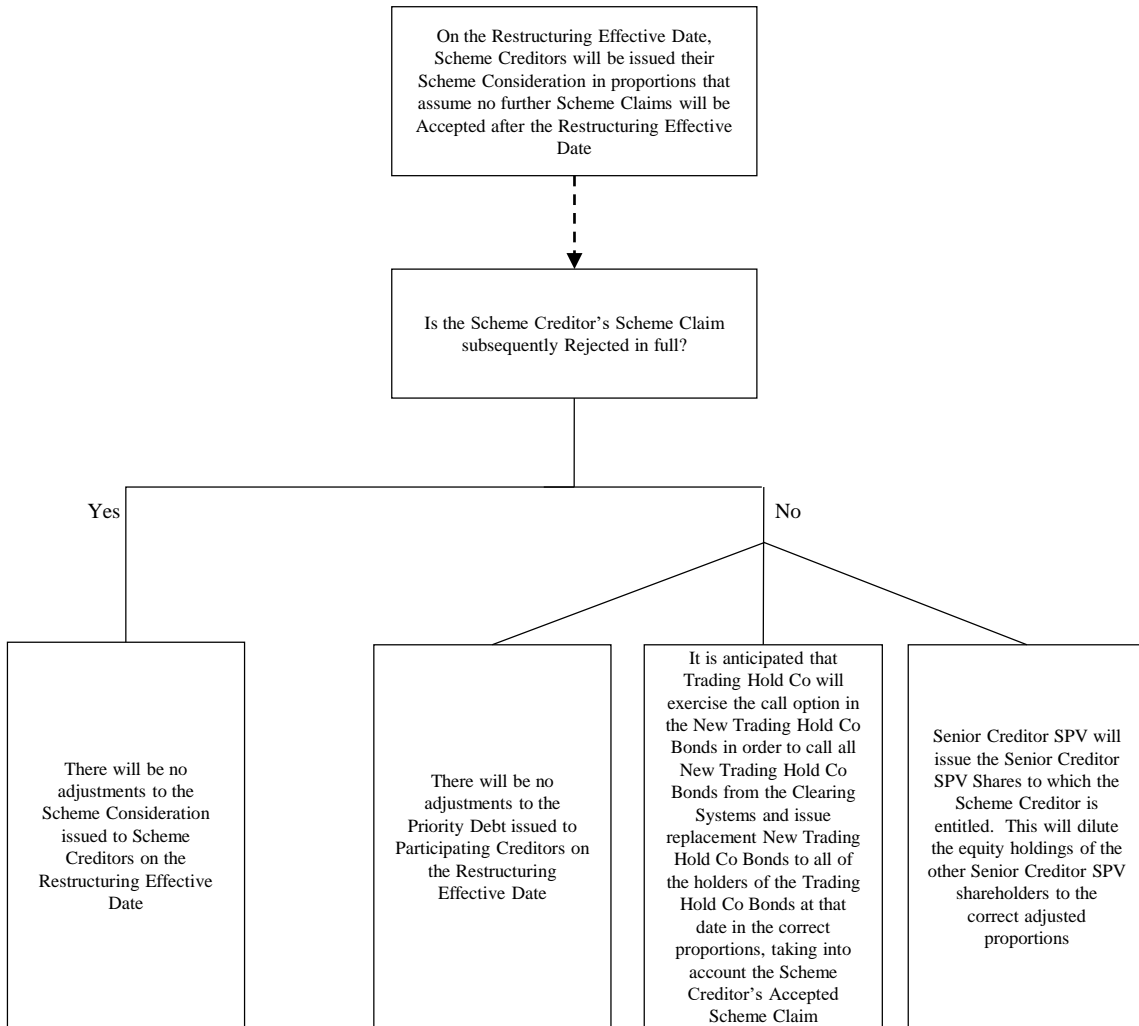 On the Restructuring Effective Date,
Scheme Creditors will be issued their
Scheme Consideration in proportions that
assume no further Scheme Claims will be
Accepted after the Restructuring Effective
Date
Is the Scheme Creditor’s Scheme Claim
subsequently Rejected in full?
Yes
No
There will be no
adjustments to the
Scheme Consideration
issued to Scheme
Creditors on the
Restructuring Effective
Date
There will be no
adjustments to the
Priority Debt issued to
Participating Creditors on
the Restructuring
Effective Date
It is anticipated that
Trading Hold Co will
exercise the call option in
the New Trading Hold Co
Bonds in order to call all
New Trading Hold Co
Bonds from the Clearing
Systems and issue
replacement New Trading
Hold Co Bonds to all of
the holders of the Trading
Hold Co Bonds at that
date in the correct
proportions, taking into
account the Scheme
Creditor’s Accepted
Scheme Claim
Senior Creditor SPV will
issue the Senior Creditor
SPV Shares to which the
Scheme Creditor is
entitled. This will dilute
the equity holdings of the
other Senior Creditor SPV
shareholders to the
correct adjusted
proportions